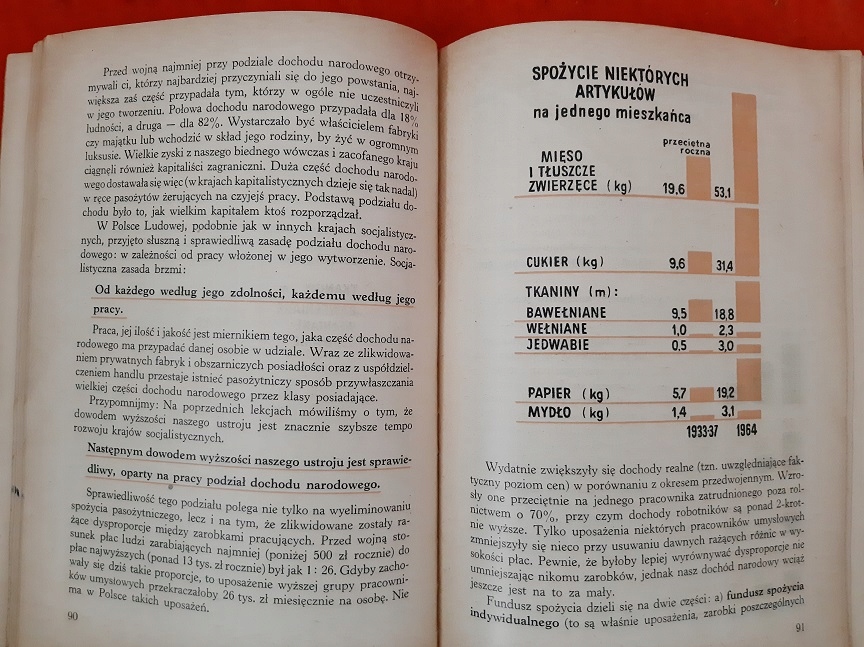 Przed wojną najmniej przy podziale dochodu narodowego otrzy-
mywali ci, którzy najbardziej przyczyniali się do jego powstania, naj-
większa zaś część przypadała tym, którzy w ogóle nie uczestniczyli
w jego tworzeniu. Połowa dochodu narodowego przypadała dla 18%
ludności, a druga — dla 82%. Wystarczało być właścicielem fabryki
czy majątku lub wchodzić w skład jego rodziny, by żyć w ogromnym
luksusie. Wielkie zyski z naszego biednego wówczas i zacofanego kraju
ciągnęli również kapitaliści zagraniczni. Duża część dochodu narodo-
wego dostawała się więc (w krajach kapitalistycznych dzieje się tak nadal)
w ręce pasożytów żerujących na czyjejś pracy. Podstawą podziału do-
chodu było to, jak wielkim kapitałem ktoś rozporządzał.
W Polsce Ludowej, podobnie jak w innych krajach socjalistycz-
nych, przyjęto słuszną i sprawiedliwą zasadę podziału dochodu naro-
dowego: w zależności od pracy włożonej w jego wytworzenie. Socja-
listyczna zasada brzmi:
Od każdego według jego zdolności, każdemu według jego
pracy.
Praca, jej ilość i jakość jest miernikiem tego, jaka część dochodu na-
rodowego ma przypadać danej osobie w udziale. Wraz ze zlikwidowa-
niem prywatnych fabryk i obszarniczych posiadłości oraz z uspółdziel-
czeniem handlu przestaje istnieć pasożytniczy sposób przywłaszczania
wielkiej części dochodu narodowego przez klasy posiadające.
Przypomnijmy: Na poprzednich lekcjach mówiliśmy o tym, że
dowodem wyższości naszego ustroju jest znacznie szybsze tempo
rozwoju krajów socjalistycznych.
Następnym dowodem wyższości naszego ustroju jest sprawie-
dliwy, oparty na pracy podział dochodu narodowego.
Sprawiedliwość tego podziału polega nie tylko na wyeliminowaniu
spożycia pasożytniczego, lecz i na tym, że zlikwidowane zostały ra-
żące dysproporcje między zarobkami pracujących. Przed wojną sto-
sunek płac ludzi zarabiających najmniej (poniżej 500 zł rocznie) do
płac najwyższych (ponad 13 tys. zł rocznie) był jak 1 : 26. Gdyby zacho-
wały się dziś takie proporcje, to uposażenie wyższej grupy pracowni-
ków umysłowych przekraczałoby 26 tys. zł miesięcznie na osobę. Nie
ma w Polsce takich uposażeń.
90
SPOŻYCIE NIEKTÓRYCH
ARTYKUŁÓW
na jednego mieszkańca
przeciętna
roczna
MIĘSO
I TŁUSZCZE
ZWIERZĘCE (kg) 19.6 53,1
CUKIER (kg) 9,6 31,4
TKANINY (m):
BAWEŁNIANE 9,5 18,8
WEŁNIANE 1,0 2,3
JEDWABIE 0,5 3,0
PAPIER (kg) 5,7 19,2
MYDŁO (kg) 1,4 3,1
1933-37 1964
Wydatnie zwiększyły się dochody realne (tzn. uwzględniające fak-
tyczny poziom cen) w porównaniu z okresem przedwojennym. Wzro-
sły one przeciętnie na jednego pracownika zatrudnionego poza rol-
nictwem o 70%, przy czym dochody robotników są ponad 2-krot-
nie wyższe. Tylko uposażenia niektórych pracowników umysłowych
zmniejszyły się nieco przy usuwaniu dawnych rażących różnic w wy-
sokości płac. Pewnie, że byłoby lepiej wyrównywać dysproporcje nie
umniejszając nikomu zarobków, jednak nasz dochód narodowy wciąż
jeszcze jest na to za mały.
Fundusz spożycia dzieli się na dwie części: a) fundusz spożycia
indywidualnego (to są właśnie uposażenia, zarobki poszczególnych
91